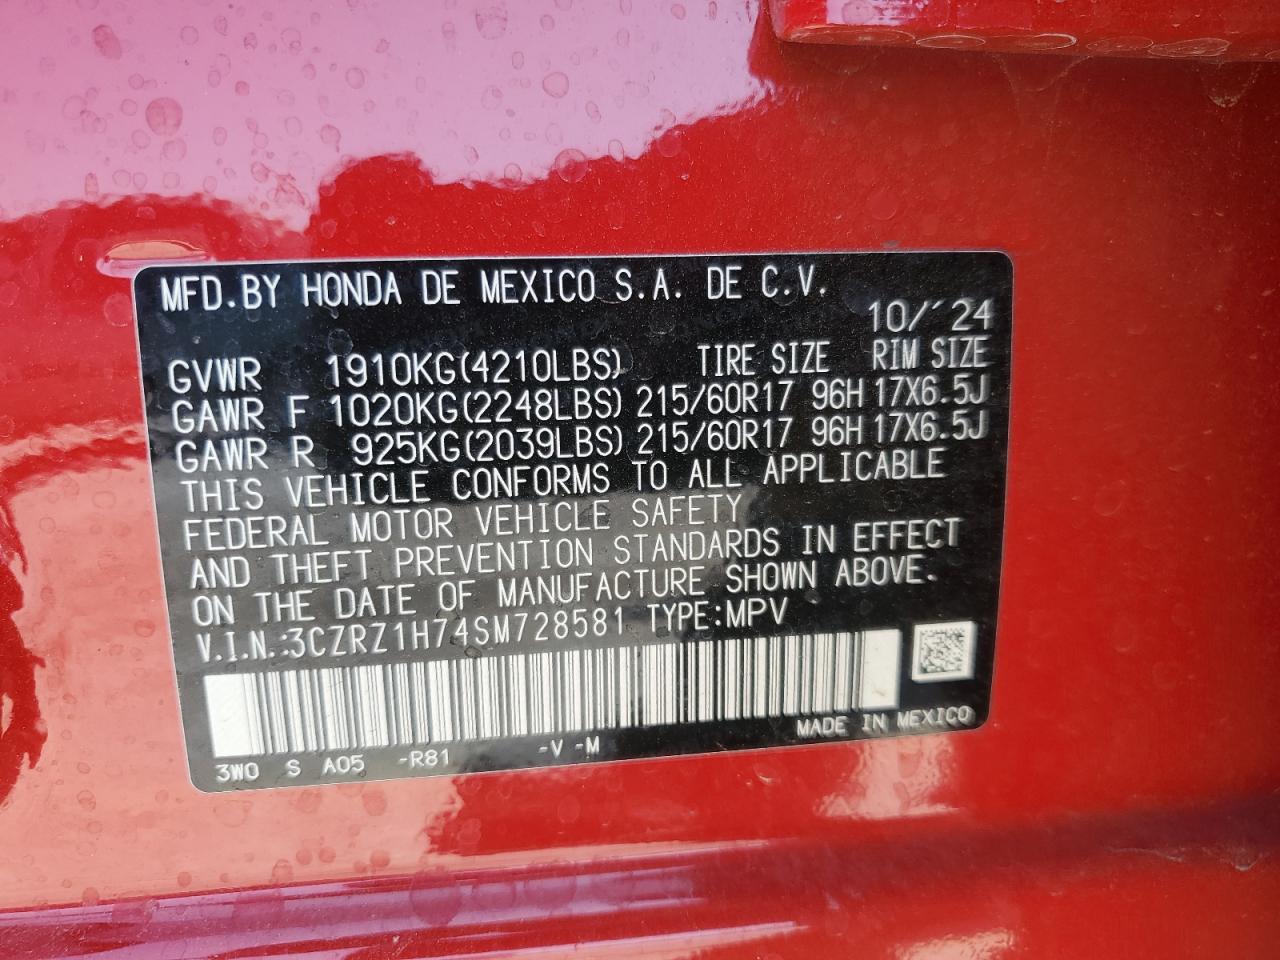 MFD.BY HONDA DE MEXICO S.A. DE C.V.
10/´24
GVWR 1910KG(4210LBS) TIRE SIZE RIM SIZE
GAWR F 1020KG(2248LBS) 215/60R17 96H 17X6.5J
GAWR R 925KG(2039LBS) 215/60R17 96H 17X6.5J
THIS VEHICLE CONFORMS TO ALL APPLICABLE
FEDERAL MOTOR VEHICLE SAFETY
AND THEFT PREVENTION STANDARDS IN EFFECT
ON THE DATE OF MANUFACTURE SHOWN ABOVE.
V.I.N.:3CZRZ1H74SM728581 TYPE:MPV
MADE IN MEXICO
3W0 S A05 -R81 -V -M